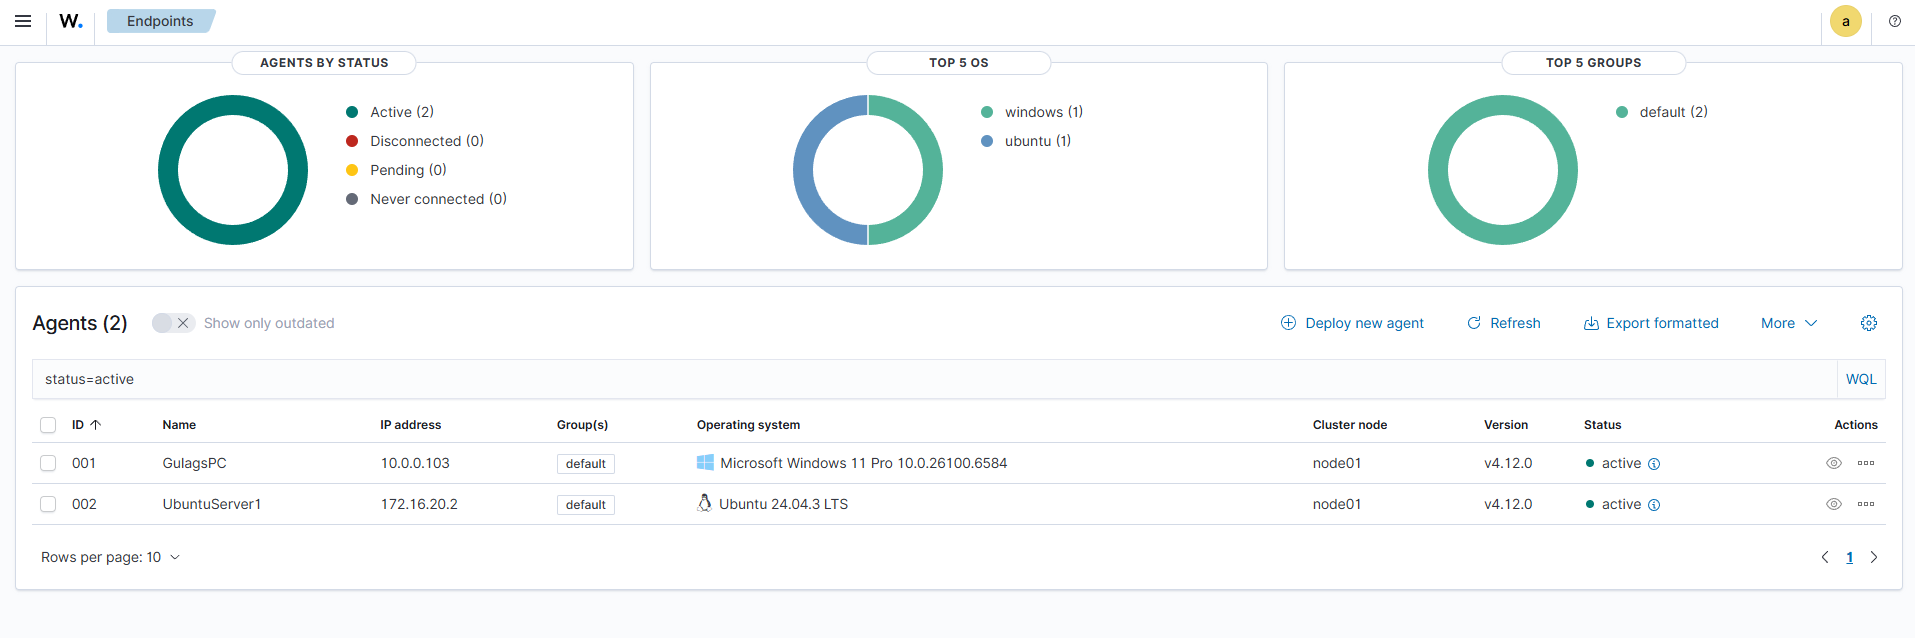 W. Endpoints a
AGENTS BY STATUS TOP 5 OS TOP 5 GROUPS
Active (2) windows (1) default (2)
Disconnected (0) ubuntu (1)
Pending (0)
Never connected (0)
Agents (2) Show only outdated Deploy new agent Refresh Export formatted More
status=active WQL
ID Name IP address Group(s) Operating system Cluster node Version Status Actions
001 GulagsPC 10.0.0.103 default Microsoft Windows 11 Pro 10.0.26100.6584 node01 v4.12.0 active
002 UbuntuServer1 172.16.20.2 default Ubuntu 24.04.3 LTS node01 v4.12.0 active
Rows per page: 10 1